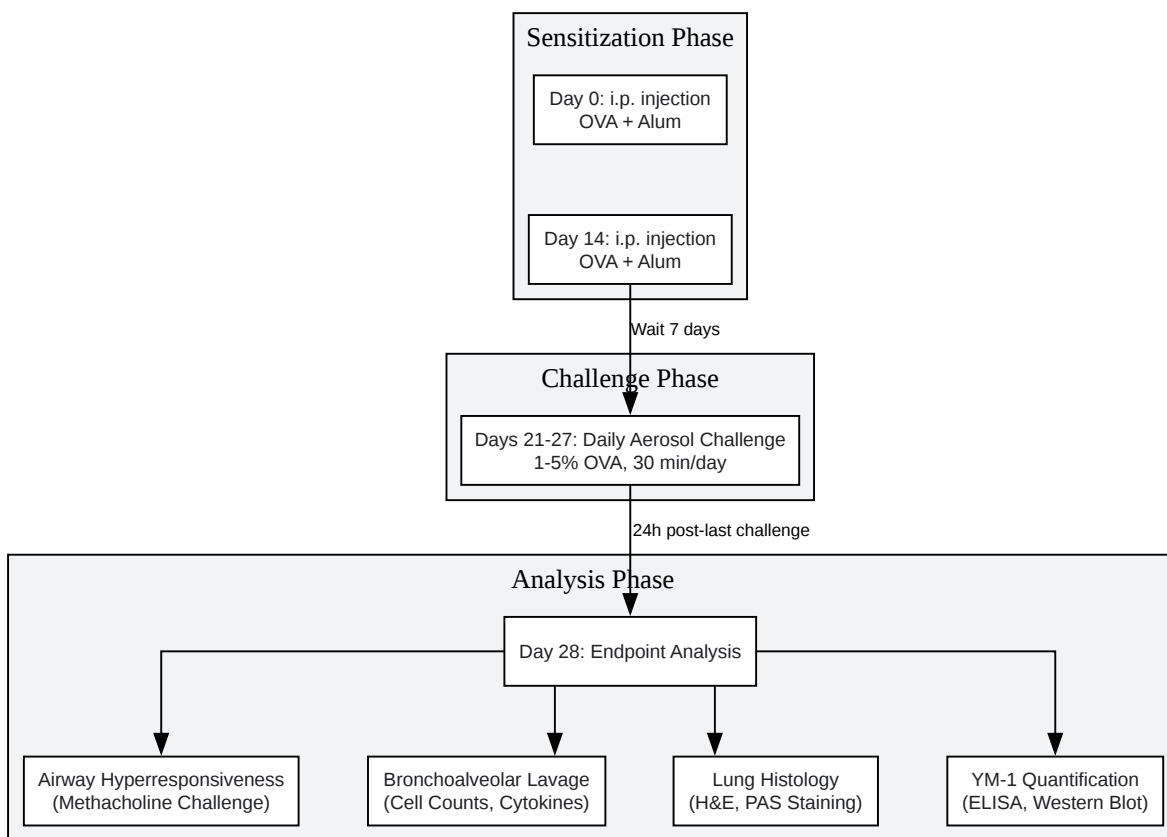 Sensitization Phase
Day 0: i.p. injection
OVA + Alum
Day 14: i.p. injection
OVA + Alum
Wait 7 days
Challenge Phase
Days 21-27: Daily Aerosol Challenge
1-5% OVA, 30 min/day
24h post-last challenge
Analysis Phase
Day 28: Endpoint Analysis
Airway Hyperresponsiveness
(Methacholine Challenge)
Bronchoalveolar Lavage
(Cell Counts, Cytokines)
Lung Histology
(H&E, PAS Staining)
YM-1 Quantification
(ELISA, Western Blot)